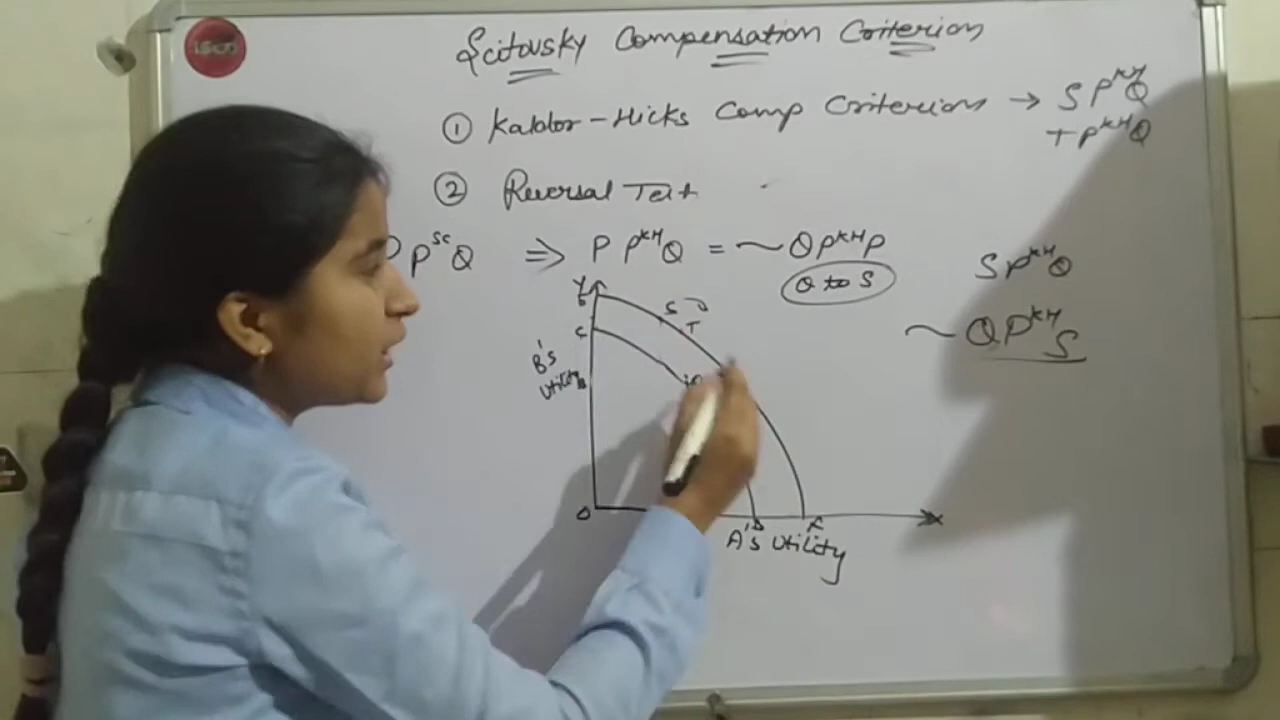 Scitovsky Compensation Criterion
① Kaldor-Hicks Comp Criterions → S P^KH Q
T P^KH Q
② Reversal Test
P^SC Q ⇒ P P^KH Q = ~ Q P^KH P
Q to S
S P^KH Q
~ Q P^KH S
Y
E
C
S
T
B's
Utility
O
D
F
X
A's Utility